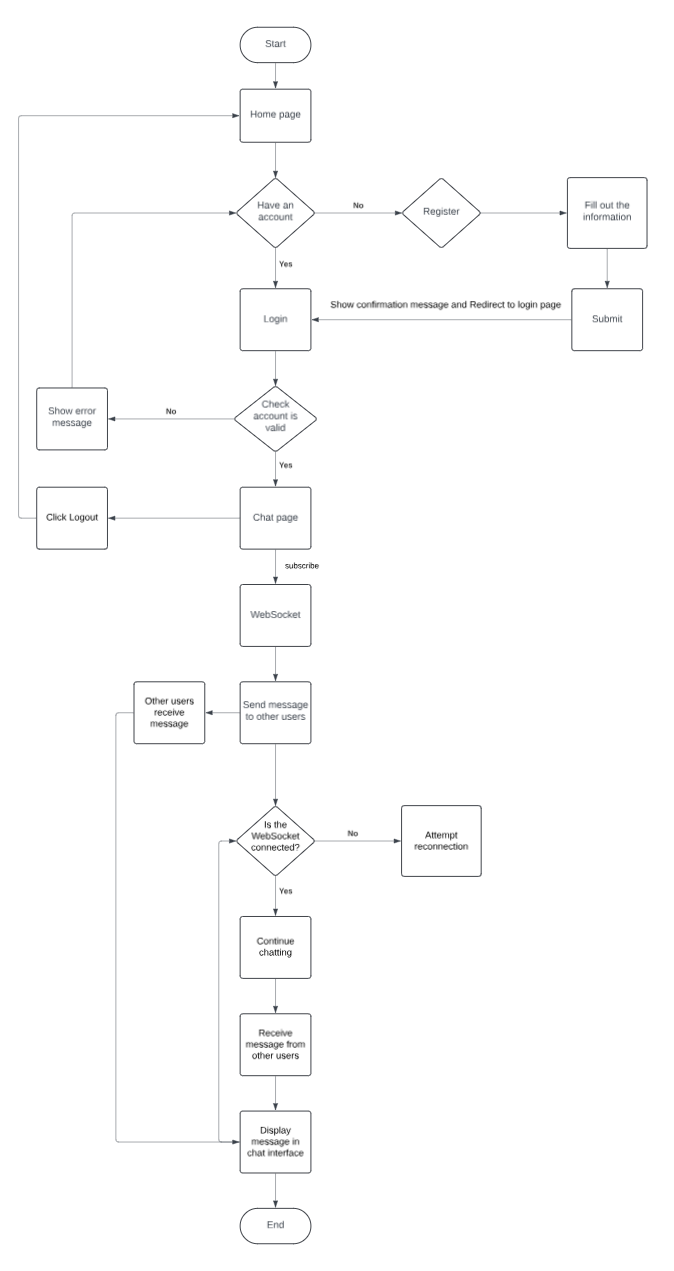 Start
Home page
Have an
account
No
Register
Fill out the
information
Yes
Login
Show confirmation message and Redirect to login page
Submit
Check
account is
valid
No
Show error
message
Yes
Click Logout
Chat page
subscribe
WebSocket
Other users
receive
message
Send message
to other users
Is the
WebSocket
connected?
No
Attempt
reconnection
Yes
Continue
chatting
Receive
message from
other users
Display
message in
chat interface
End